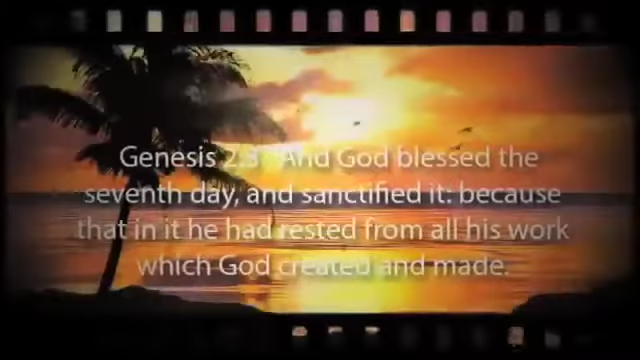 Genesis 2:3 And God blessed the
seventh day, and sanctified it: because
that in it he had rested from all his work
which God created and made.